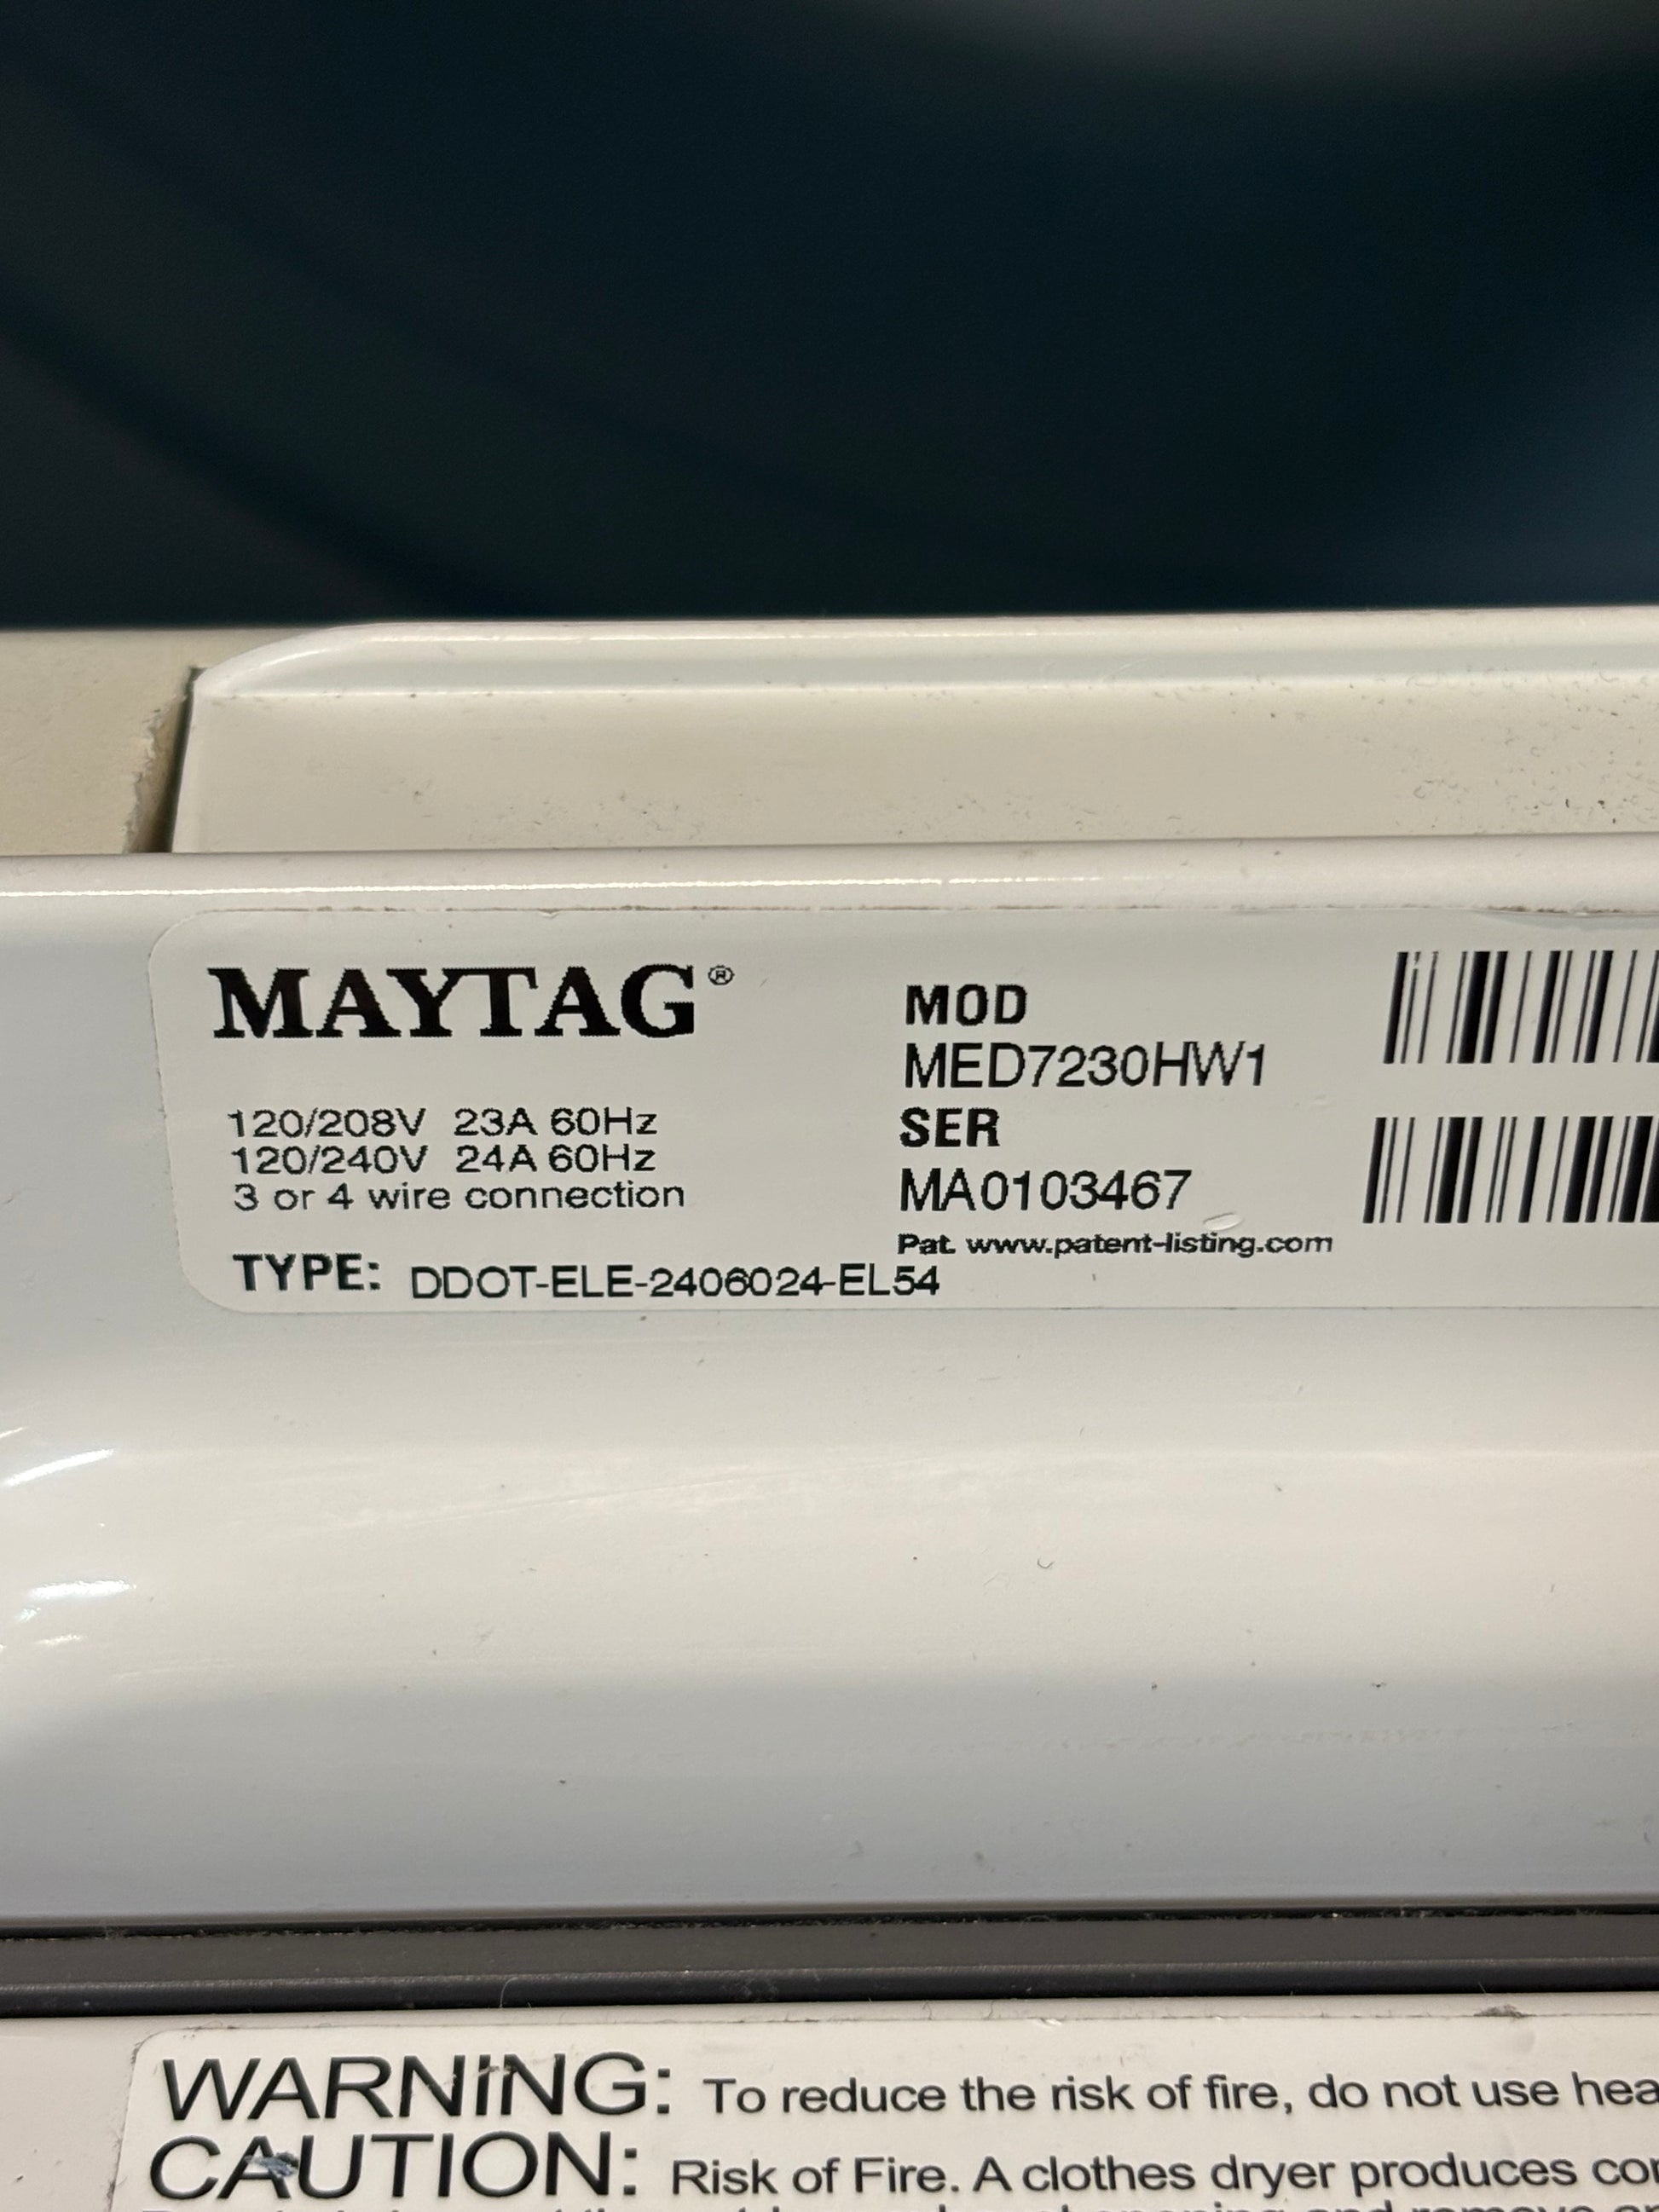 MAYTAG®
120/208V 23A 60Hz
120/240V 24A 60Hz
3 or 4 wire connection
TYPE: DDOT-ELE-2406024-EL54
MOD
MED7230HW1
SER
MA0103467
Pat. www.patent-listing.com
WARNING: To reduce the risk of fire, do not use hea
CAUTION: Risk of Fire. A clothes dryer produces co